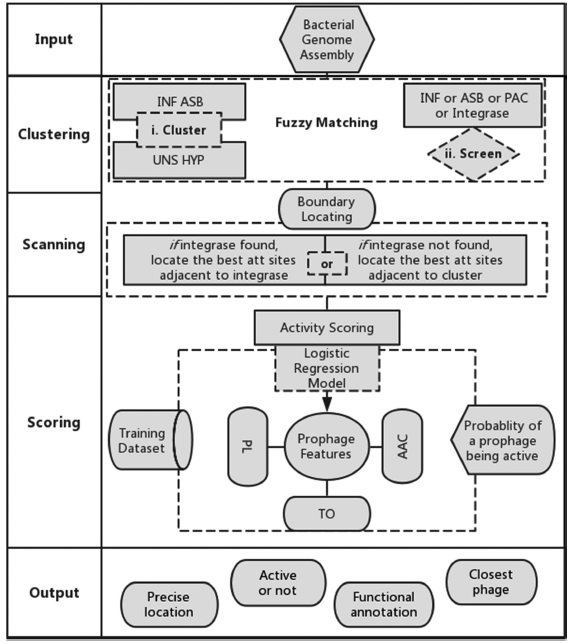 Input
Bacterial
Genome
Assembly
Clustering
INF ASB
i. Cluster
UNS HYP
Fuzzy Matching
INF or ASB or PAC
or Integrase
ii. Screen
Scanning
Boundary
Locating
if integrase found,
locate the best att sites
adjacent to integrase
or
if integrase not found,
locate the best att sites
adjacent to cluster
Scoring
Activity Scoring
Logistic
Regression
Model
Training
Dataset
PL
Prophage
Features
AAC
TO
Probablity of
a prophage
being active
Output
Precise
location
Active
or not
Functional
annotation
Closest
phage